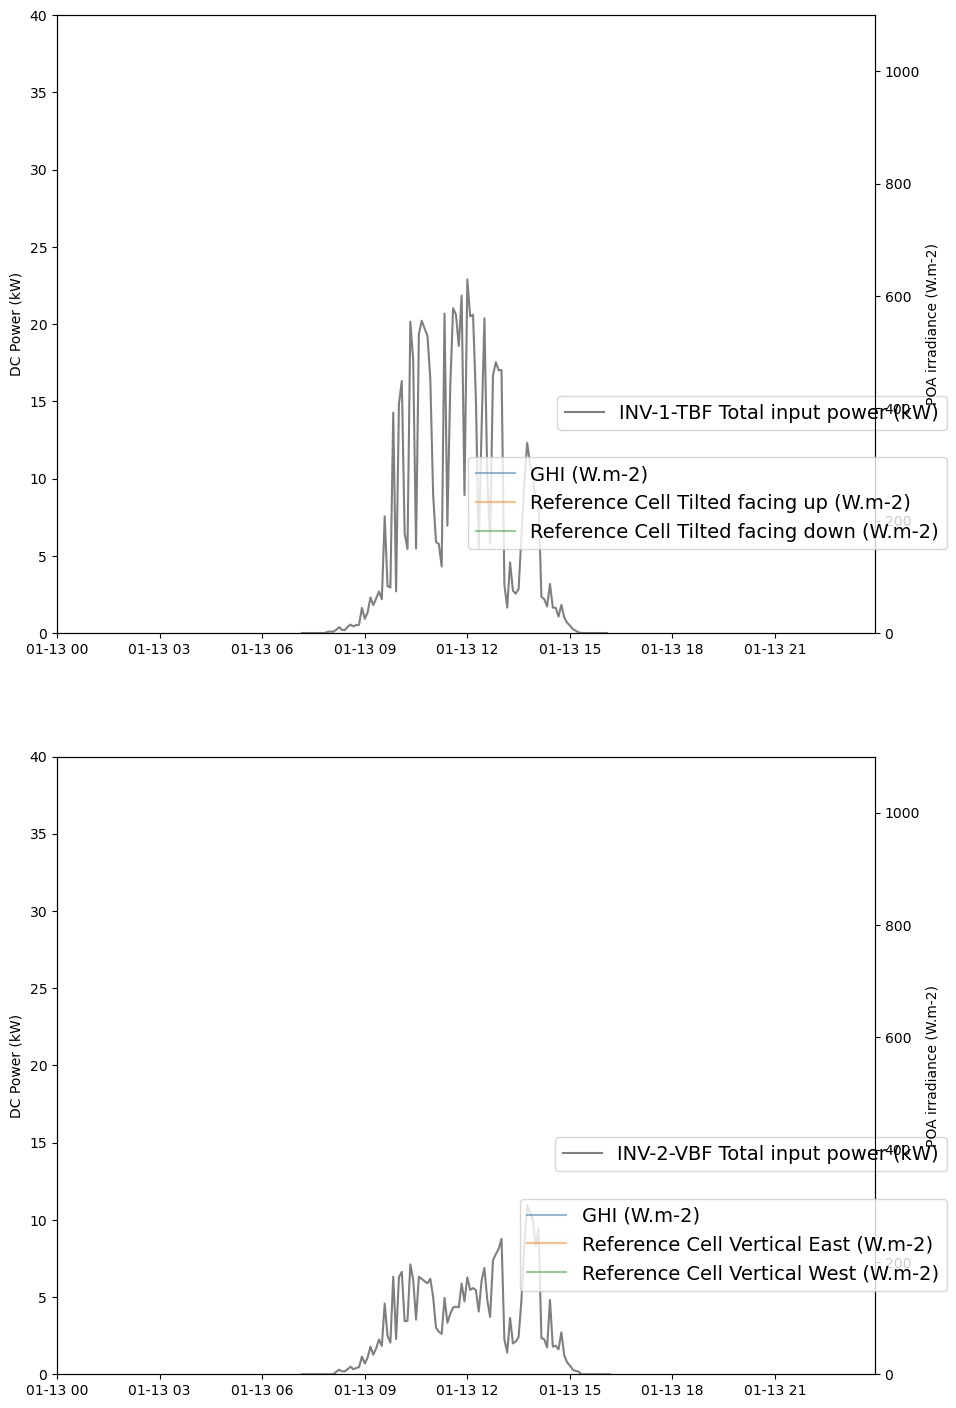 40
35
30
25
20
15
10
5
0
DC Power (kW)
1000
800
600
400
200
0
POA irradiance (W.m-2)
INV-1-TBF Total input power (kW)
GHI (W.m-2)
Reference Cell Tilted facing up (W.m-2)
Reference Cell Tilted facing down (W.m-2)
01-13 00 01-13 03 01-13 06 01-13 09 01-13 12 01-13 15 01-13 18 01-13 21
40
35
30
25
20
15
10
5
0
DC Power (kW)
1000
800
600
400
200
0
POA irradiance (W.m-2)
INV-2-VBF Total input power (kW)
GHI (W.m-2)
Reference Cell Vertical East (W.m-2)
Reference Cell Vertical West (W.m-2)
01-13 00 01-13 03 01-13 06 01-13 09 01-13 12 01-13 15 01-13 18 01-13 21